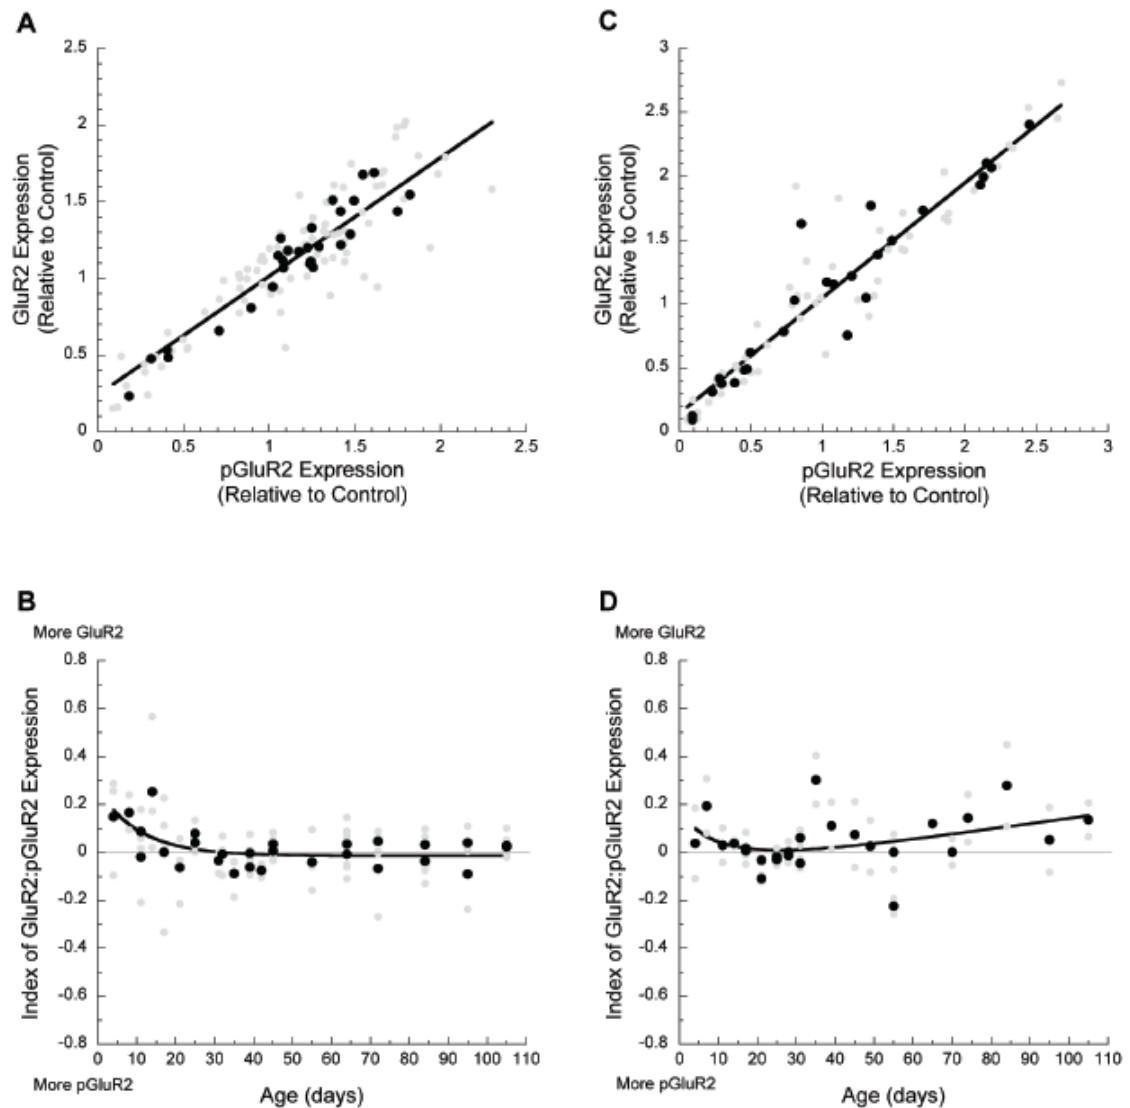 A
2.5
2
1.5
1
0.5
0
0
0.5
1
1.5
2
2.5
GluR2 Expression
(Relative to Control)
pGluR2 Expression
(Relative to Control)
C
3
2.5
2
1.5
1
0.5
0
0
0.5
1
1.5
2
2.5
3
GluR2 Expression
(Relative to Control)
pGluR2 Expression
(Relative to Control)
B
More GluR2
0.8
0.6
0.4
0.2
0
-0.2
-0.4
-0.6
-0.8
Index of GluR2:pGluR2 Expression
0 10 20 30 40 50 60 70 80 90 100 110
More pGluR2
Age (days)
D
More GluR2
0.8
0.6
0.4
0.2
0
-0.2
-0.4
-0.6
-0.8
Index of GluR2:pGluR2 Expression
0 10 20 30 40 50 60 70 80 90 100 110
More pGluR2
Age (days)